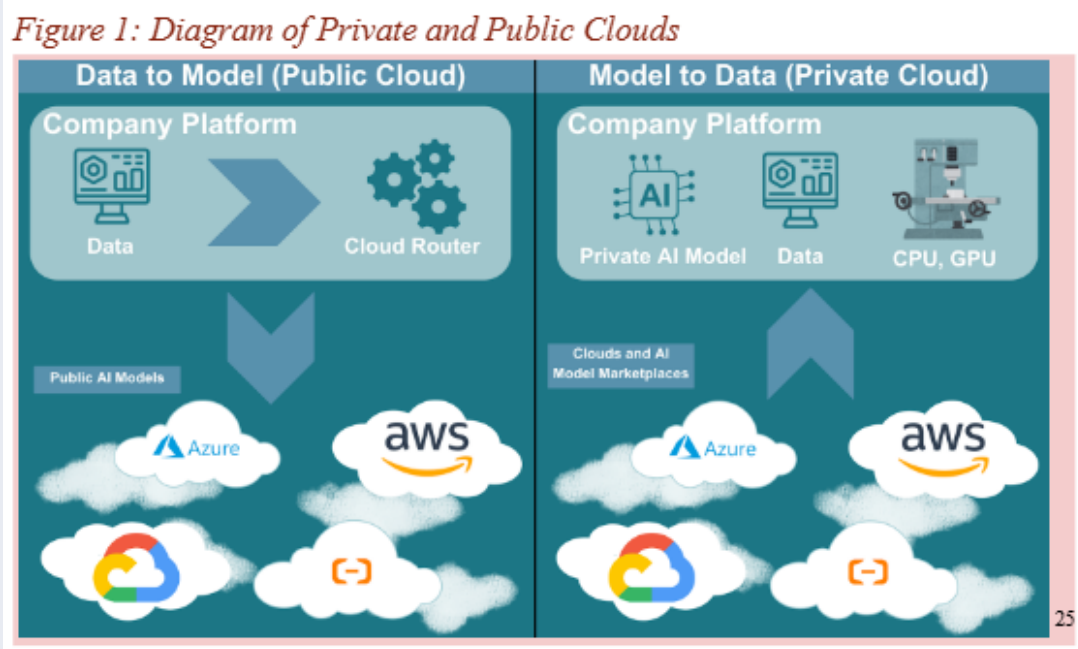 Figure 1: Diagram of Private and Public Clouds
Data to Model (Public Cloud)
Company Platform
Data
Cloud Router
Public AI Models
Azure
aws
Model to Data (Private Cloud)
Company Platform
AI
Private AI Model
Data
CPU, GPU
Clouds and AI
Model Marketplaces
Azure
aws
25